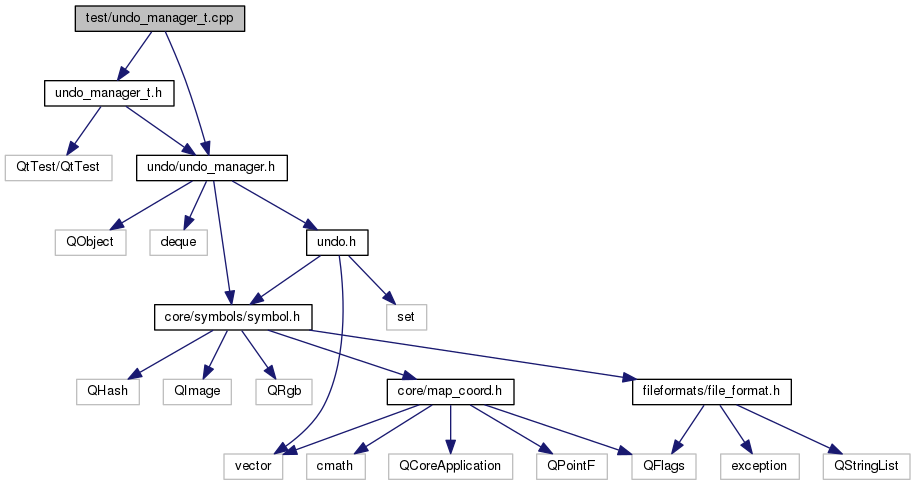 test/undo_manager_t.cpp
undo_manager_t.h
QtTest/QtTest
undo/undo_manager.h
QObject
deque
undo.h
core/symbols/symbol.h
set
QHash
QImage
QRgb
core/map_coord.h
fileformats/file_format.h
vector
cmath
QCoreApplication
QPointF
QFlags
exception
QStringList